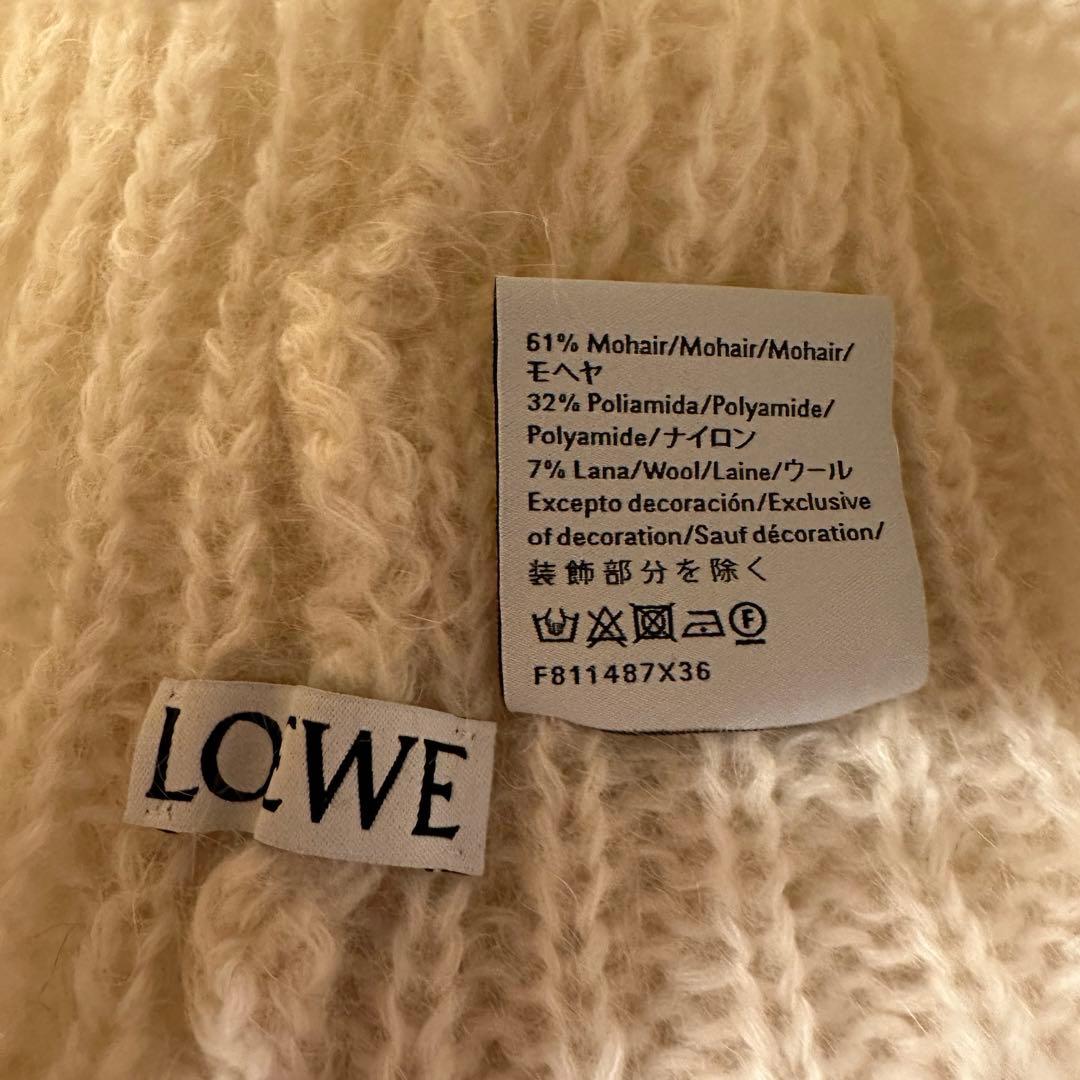 61% Mohair/Mohair/Mohair/
モヘヤ
32% Poliamida/Polyamide/
Polyamide/ナイロン
7% Lana/Wool/Laine/ウール
Excepto decoración/Exclusive
of decoration/Sauf décoration/
装飾部分を除く
F
F811487X36
LOEWE